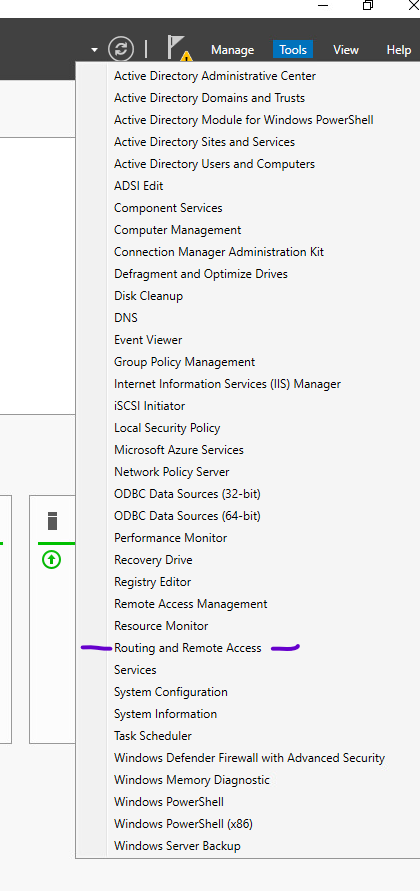 Manage Tools View Help
Active Directory Administrative Center
Active Directory Domains and Trusts
Active Directory Module for Windows PowerShell
Active Directory Sites and Services
Active Directory Users and Computers
ADSI Edit
Component Services
Computer Management
Connection Manager Administration Kit
Defragment and Optimize Drives
Disk Cleanup
DNS
Event Viewer
Group Policy Management
Internet Information Services (IIS) Manager
iSCSI Initiator
Local Security Policy
Microsoft Azure Services
Network Policy Server
ODBC Data Sources (32-bit)
ODBC Data Sources (64-bit)
Performance Monitor
Recovery Drive
Registry Editor
Remote Access Management
Resource Monitor
Routing and Remote Access
Services
System Configuration
System Information
Task Scheduler
Windows Defender Firewall with Advanced Security
Windows Memory Diagnostic
Windows PowerShell
Windows PowerShell (x86)
Windows Server Backup